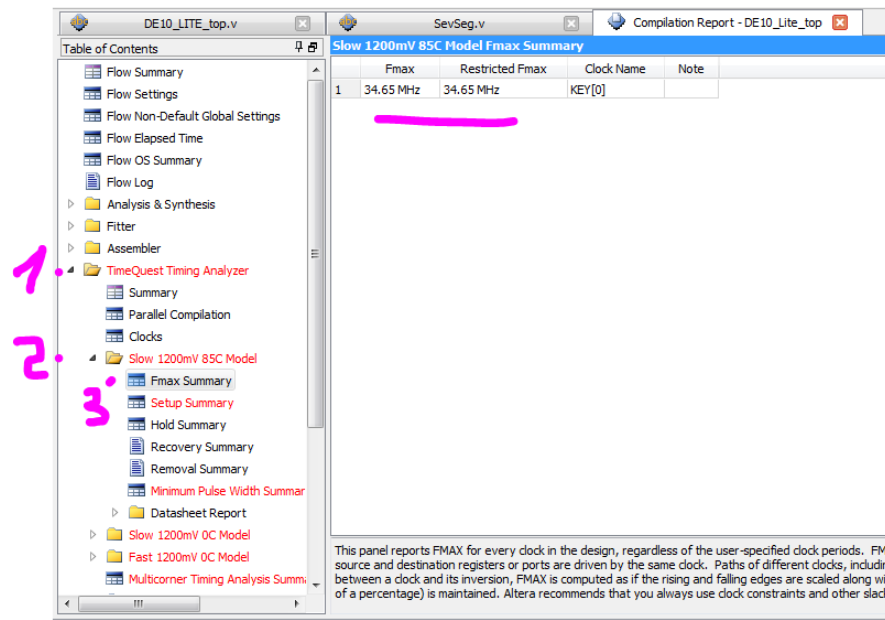 DE10_LITE_top.v
SevSeg.v
Compilation Report - DE10_Lite_top
Table of Contents
Flow Summary
Flow Settings
Flow Non-Default Global Settings
Flow Elapsed Time
Flow OS Summary
Flow Log
Analysis & Synthesis
Fitter
Assembler
1
TimeQuest Timing Analyzer
Summary
Parallel Compilation
Clocks
2
Slow 1200mV 85C Model
3
Fmax Summary
Setup Summary
Hold Summary
Recovery Summary
Removal Summary
Minimum Pulse Width Summar
Datasheet Report
Slow 1200mV 0C Model
Fast 1200mV 0C Model
Multicorner Timing Analysis Summ
Slow 1200mV 85C Model Fmax Summary
Fmax Restricted Fmax Clock Name Note
1 34.65 MHz 34.65 MHz KEY[0]
This panel reports FMAX for every clock in the design, regardless of the user-specified clock periods. FM
source and destination registers or ports are driven by the same clock. Paths of different clocks, includin
between a clock and its inversion, FMAX is computed as if the rising and falling edges are scaled along wi
of a percentage) is maintained. Altera recommends that you always use clock constraints and other slac